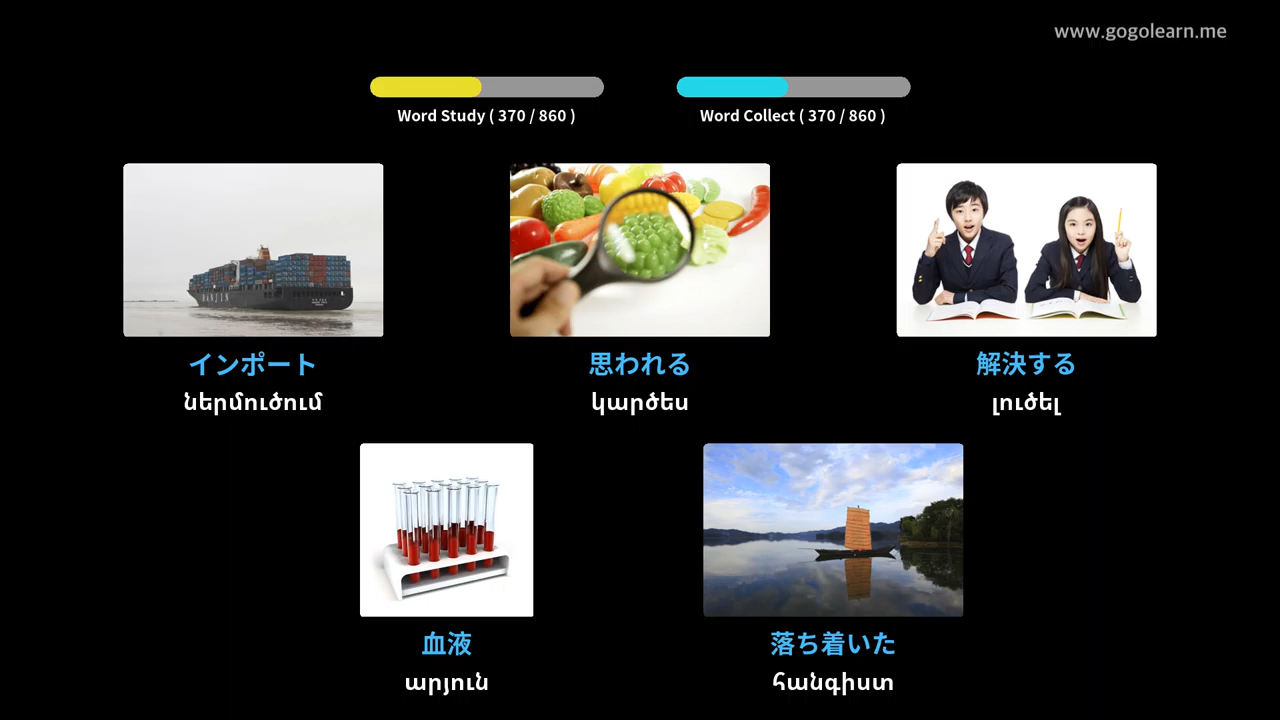 www.gogolearn.me
Word Study ( 370 / 860 )
Word Collect ( 370 / 860 )
HANJIN
インポート
ներմուծում
思われる
կարծես
解決する
լուծել
血液
արյուն
落ち着いた
հանգիստ